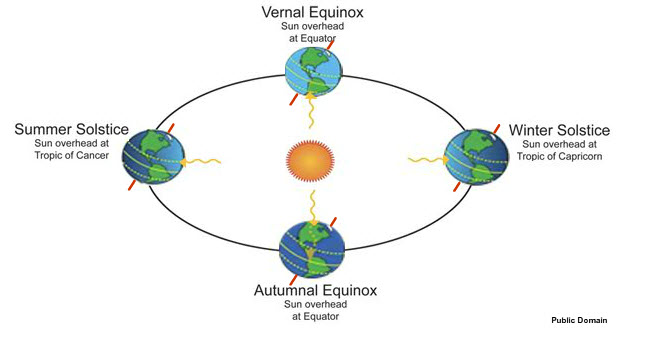 Vernal Equinox
Sun overhead
at Equator
Summer Solstice
Sun overhead at
Tropic of Cancer
Winter Solstice
Sun overhead at
Tropic of Capricorn
Autumnal Equinox
Sun overhead
at Equator
Public Domain